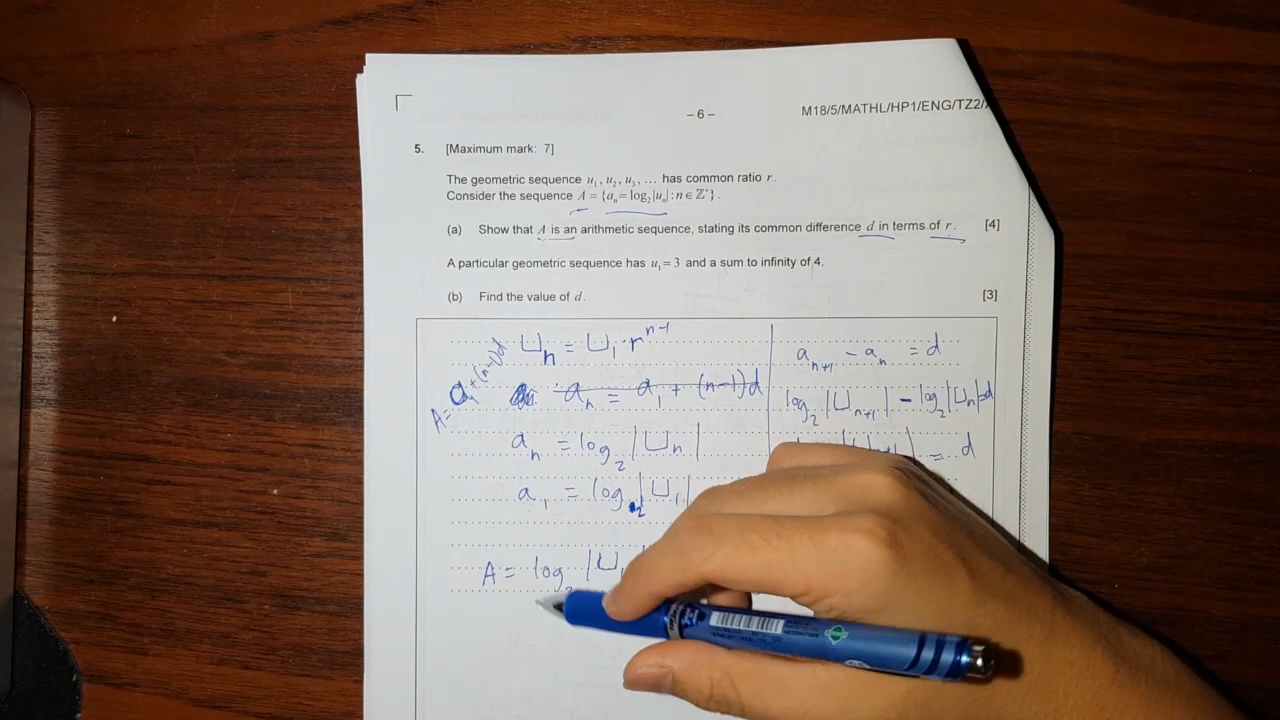 – 6 –
M18/5/MATHL/HP1/ENG/TZ2/
5. [Maximum mark: 7]
The geometric sequence u₁, u₂, u₃, … has common ratio r.
Consider the sequence A = {aₙ = log₂|uₙ| : n ∈ ℤ⁺}.
(a) Show that A is an arithmetic sequence, stating its common difference d in terms of r. [4]
A particular geometric sequence has u₁ = 3 and a sum to infinity of 4.
(b) Find the value of d. [3]
Uₙ = U₁ · rⁿ⁻¹
A = a₁ + (n-1)d
aₙ = a₁ + (n-1)d
aₙ = log₂ |Uₙ|
a₁ = log₂ |U₁|
A = log₂ |U₁
aₙ₊₁ - aₙ = d
log₂ |Uₙ₊₁| - log₂ |Uₙ| = d
= d